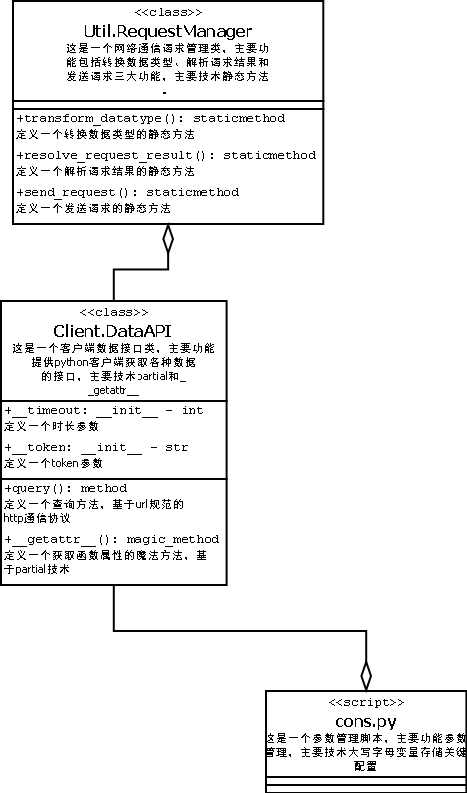 <<class>>
Util.RequestManager
这是一个网络通信请求管理类，主要功
能包括转换数据类型、解析请求结果和
发送请求三大功能，主要技术静态方法
+transform_datatype(): staticmethod
定义一个转换数据类型的静态方法
+resolve_request_result(): staticmethod
定义一个解析请求结果的静态方法
+send_request(): staticmethod
定义一个发送请求的静态方法
<<class>>
Client.DataAPI
这是一个客户端数据接口类，主要功能
提供python客户端获取各种数据
的接口，主要技术partial和_
_getattr__
+__timeout: __init__ - int
定义一个时长参数
+__token: __init__ - str
定义一个token参数
+query(): method
定义一个查询方法，基于url规范的
http通信协议
+__getattr__(): magic_method
定义一个获取函数属性的魔法方法，基
于partial技术
<<script>>
cons.py
这是一个参数管理脚本，主要功能参数
管理，主要技术大写字母变量存储关键
配置